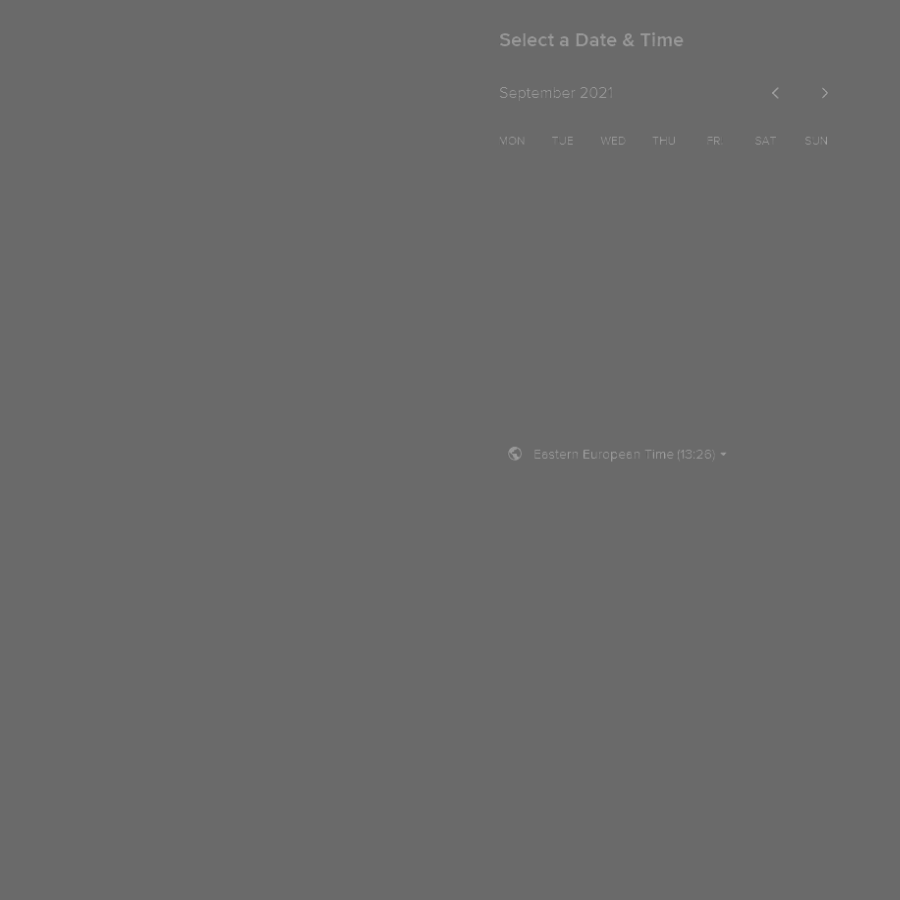 Select a Date & Time
September 2021
MON TUE WED THU FRI SAT SUN
Eastern European Time (13:26)